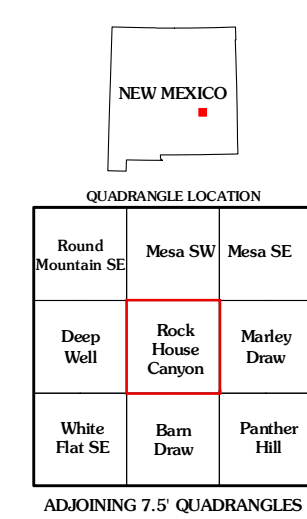 NEW MEXICO
QUADRANGLE LOCATION
Round
Mountain SE
Mesa SW
Mesa SE
Deep
Well
Rock
House
Canyon
Marley
Draw
White
Flat SE
Barn
Draw
Panther
Hill
ADJOINING 7.5' QUADRANGLES